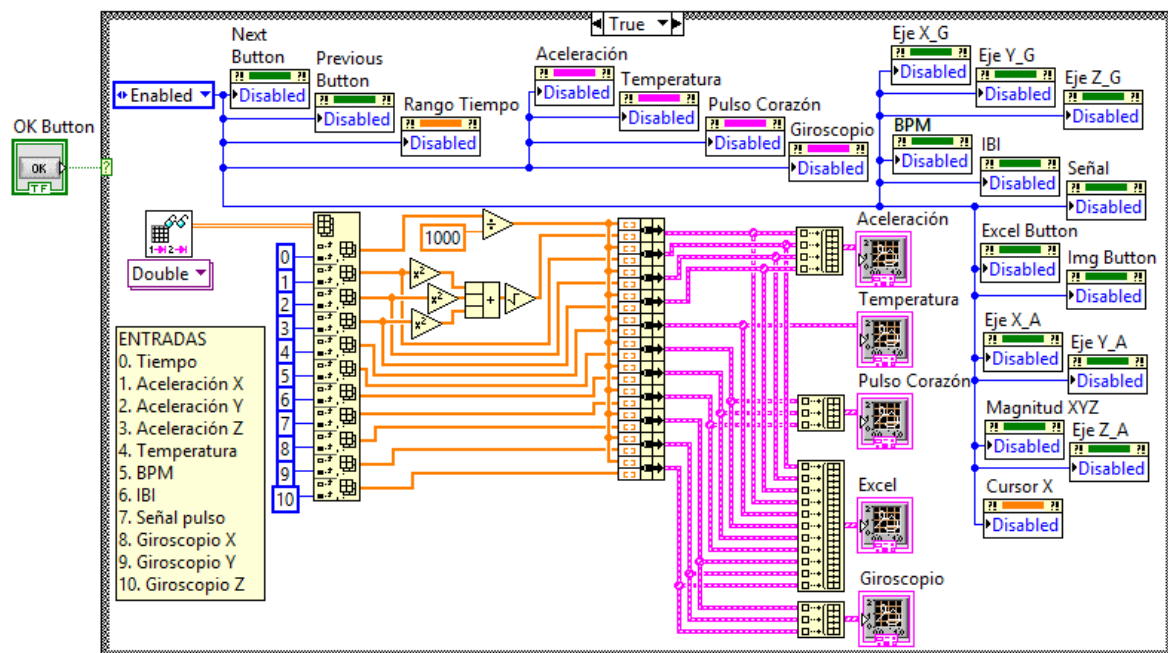 True
Next
Button
Disabled
Previous
Button
Disabled
Rango Tiempo
Disabled
Enabled
Aceleración
Disabled
Temperatura
Disabled
Pulso Corazón
Disabled
Giroscopio
Disabled
Eje X_G
Disabled
Eje Y_G
Disabled
Eje Z_G
Disabled
BPM
Disabled
IBI
Disabled
Señal
Disabled
OK Button
OK
TF
?
Excel Button
Disabled
Img Button
Disabled
Eje X_A
Disabled
Eje Y_A
Disabled
Magnitud XYZ
Disabled
Eje Z_A
Disabled
Cursor X
Disabled
Double
1000
÷
x²
x²
x²
+
√
0
1
2
3
4
5
6
7
8
9
10
ENTRADAS
0. Tiempo
1. Aceleración X
2. Aceleración Y
3. Aceleración Z
4. Temperatura
5. BPM
6. IBI
7. Señal pulso
8. Giroscopio X
9. Giroscopio Y
10. Giroscopio Z
Aceleración
Temperatura
Pulso Corazón
Excel
Giroscopio